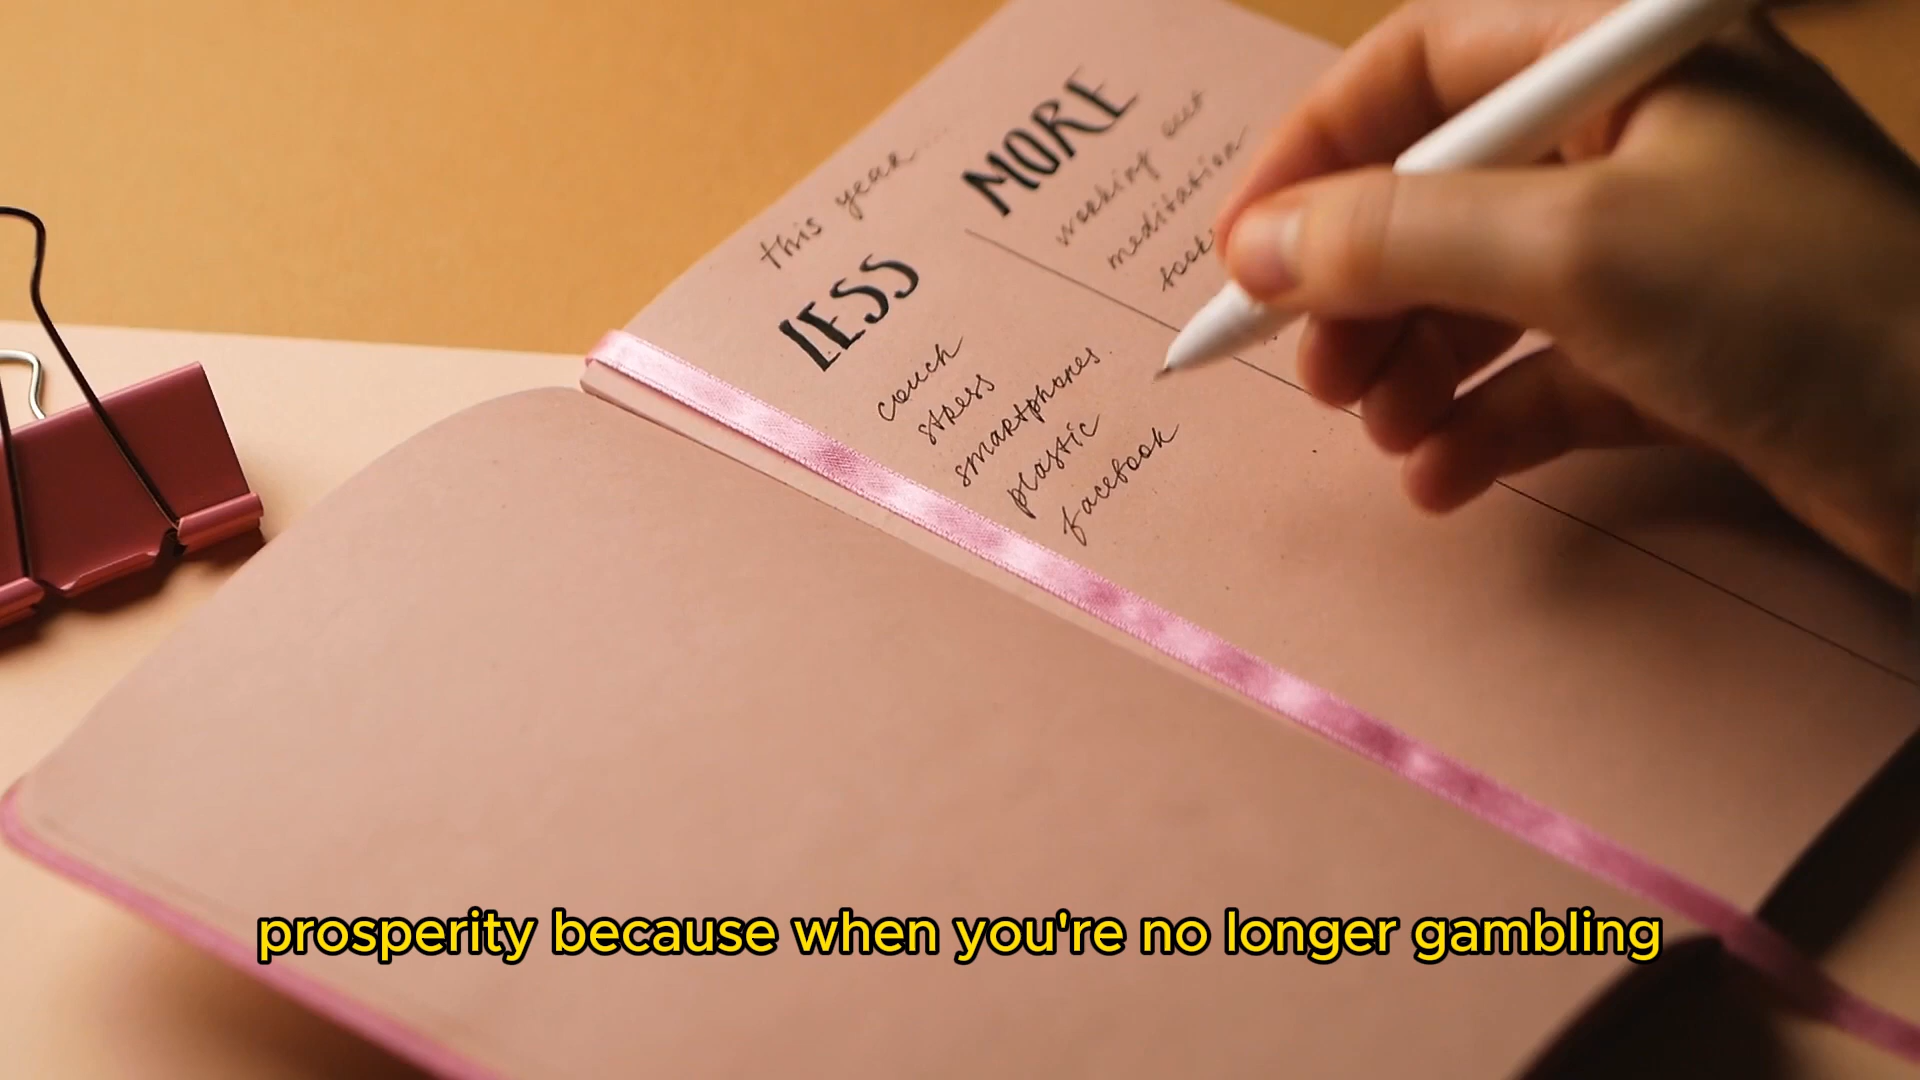 this year...
LESS
couch
stress
smartphones
plastic
facebook
MORE
working out
meditation
prosperity because when you're no longer gambling